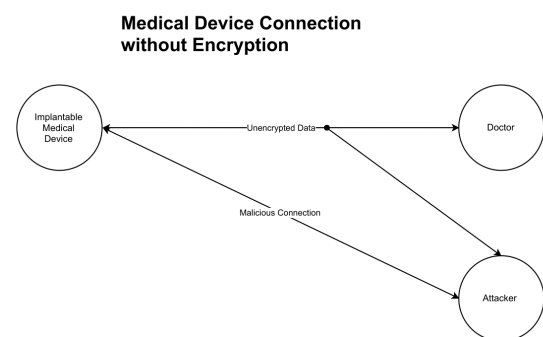 Medical Device Connection
without Encryption
Implantable
Medical
Device
Unencrypted Data
Doctor
Malicious Connection
Attacker